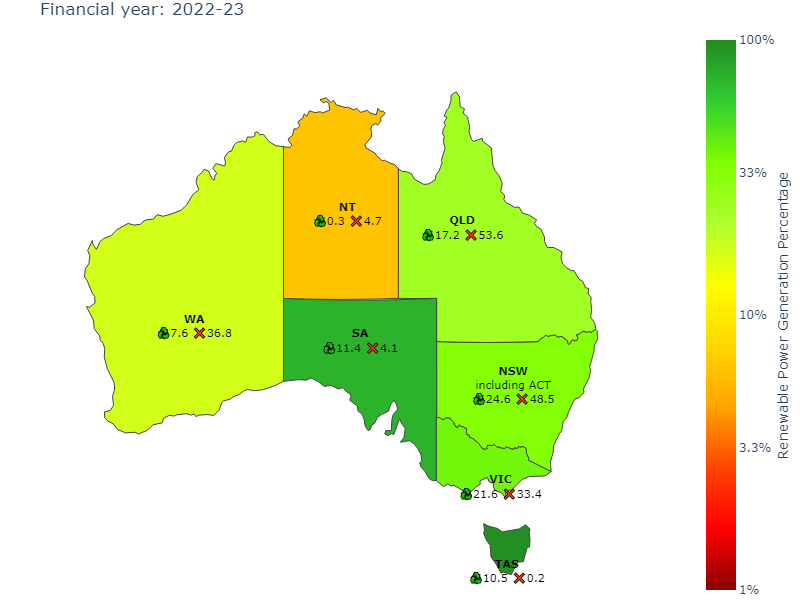 Financial year: 2022-23
100%
33%
10%
3.3%
1%
Renewable Power Generation Percentage
NT
0.3 4.7
QLD
17.2 53.6
WA
7.6 36.8
SA
11.4 4.1
NSW
including ACT
24.6 48.5
VIC
21.6 33.4
TAS
10.5 0.2